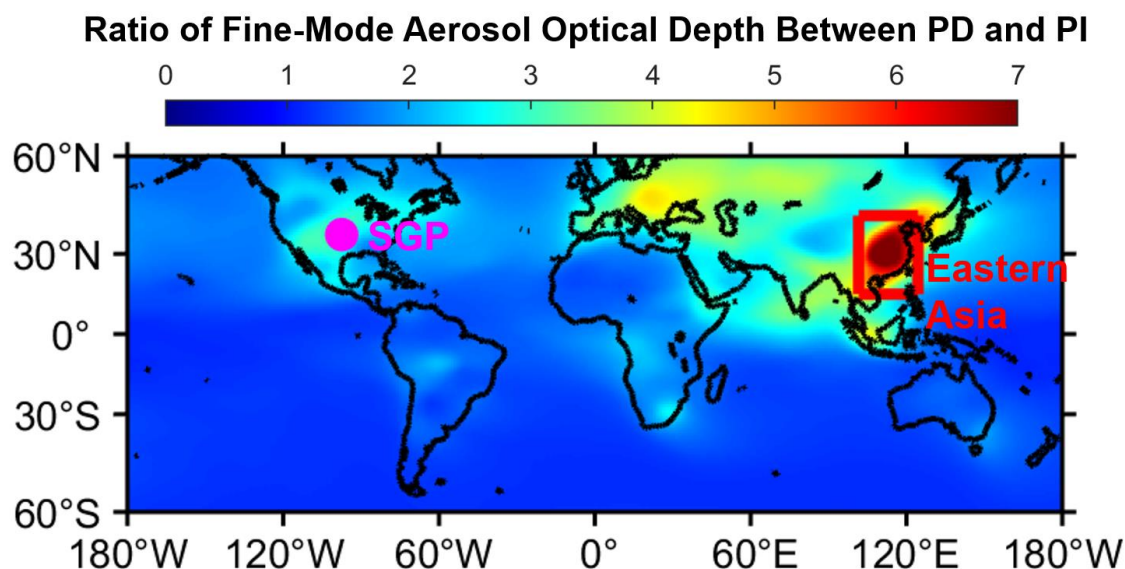 Ratio of Fine-Mode Aerosol Optical Depth Between PD and PI
0 1 2 3 4 5 6 7
60°N
30°N
0°
30°S
60°S
SGP
Eastern
Asia
180°W 120°W 60°W 0° 60°E 120°E 180°W